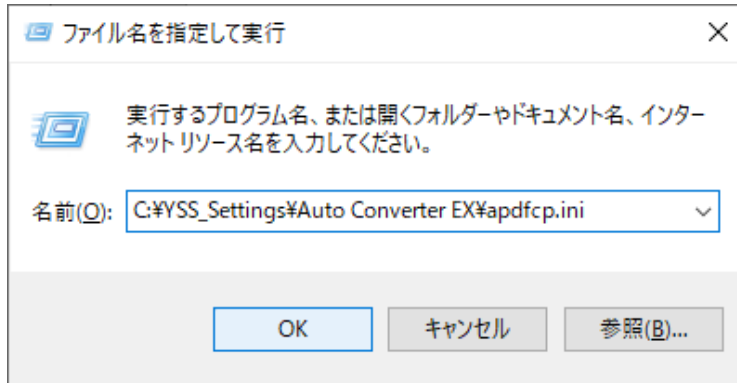 ファイル名を指定して実行
実行するプログラム名、または開くフォルダーやドキュメント名、インター
ネット リソース名を入力してください。
名前(O): C:¥YSS_Settings¥Auto Converter EX¥apdfcp.ini
OK キャンセル 参照(B)...